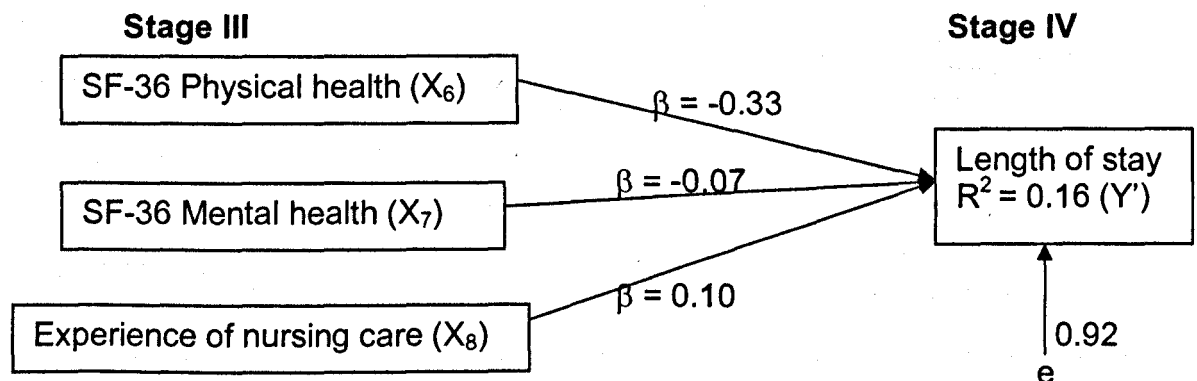 Stage III
Stage IV
SF-36 Physical health (X₆)
β = -0.33
SF-36 Mental health (X₇)
β = -0.07
Length of stay
R² = 0.16 (Y')
Experience of nursing care (X₈)
β = 0.10
0.92
e